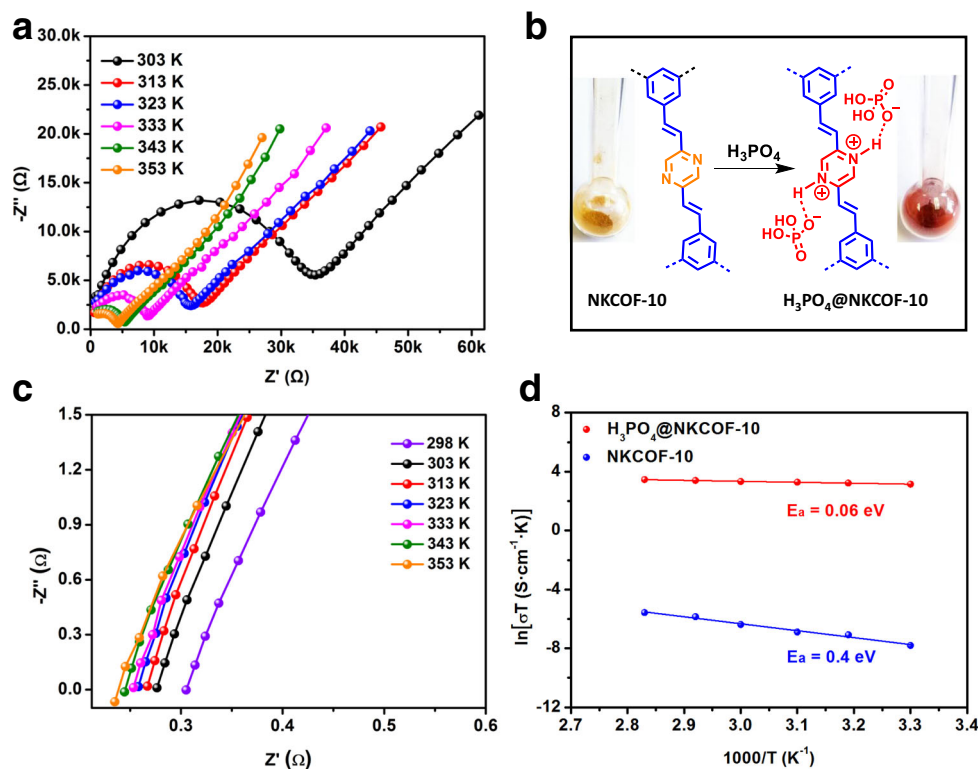 a
30.0k
25.0k
20.0k
15.0k
10.0k
5.0k
0.0
-Z'' (Ω)
303 K
313 K
323 K
333 K
343 K
353 K
0 10k 20k 30k 40k 50k 60k
Z' (Ω)
b
N
N
NKCOF-10
H₃PO₄
O
HO-P
HO O⁻
H
N
⊕
H
N
⊕
HO O⁻
HO-P
O
H₃PO₄@NKCOF-10
c
1.5
1.2
0.9
0.6
0.3
0.0
-Z'' (Ω)
298 K
303 K
313 K
323 K
333 K
343 K
353 K
0.3 0.4 0.5 0.6
Z' (Ω)
d
8
4
0
-4
-8
-12
ln[σT (S·cm⁻¹·K)]
H₃PO₄@NKCOF-10
NKCOF-10
Eₐ = 0.06 eV
Eₐ = 0.4 eV
2.7 2.8 2.9 3.0 3.1 3.2 3.3 3.4
1000/T (K⁻¹)